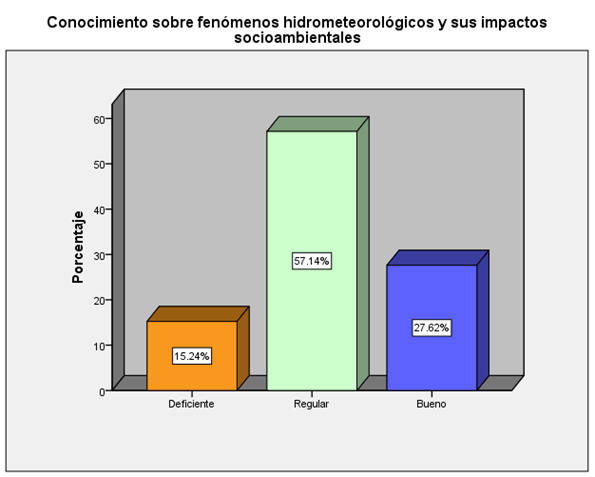 Conocimiento sobre fenómenos hidrometeorológicos y sus impactos
socioambientales
Porcentaje
60
50
40
30
20
10
0
57.14%
27.62%
15.24%
Deficiente
Regular
Bueno